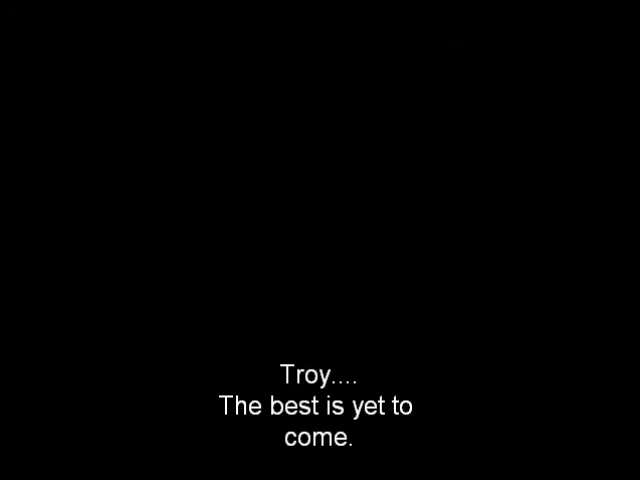 Troy....
The best is yet to
come.